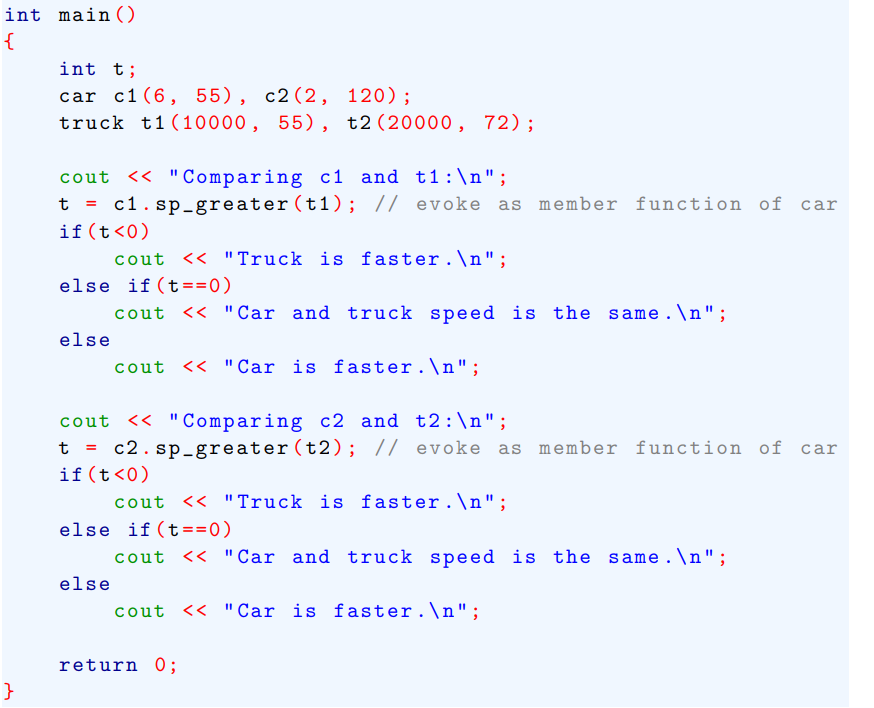 int main()
{
    int t;
    car c1(6, 55), c2(2, 120);
    truck t1(10000, 55), t2(20000, 72);

    cout << "Comparing c1 and t1:\n";
    t = c1.sp_greater(t1); // evoke as member function of car
    if(t<0)
        cout << "Truck is faster.\n";
    else if(t==0)
        cout << "Car and truck speed is the same.\n";
    else
        cout << "Car is faster.\n";

    cout << "Comparing c2 and t2:\n";
    t = c2.sp_greater(t2); // evoke as member function of car
    if(t<0)
        cout << "Truck is faster.\n";
    else if(t==0)
        cout << "Car and truck speed is the same.\n";
    else
        cout << "Car is faster.\n";

    return 0;
}